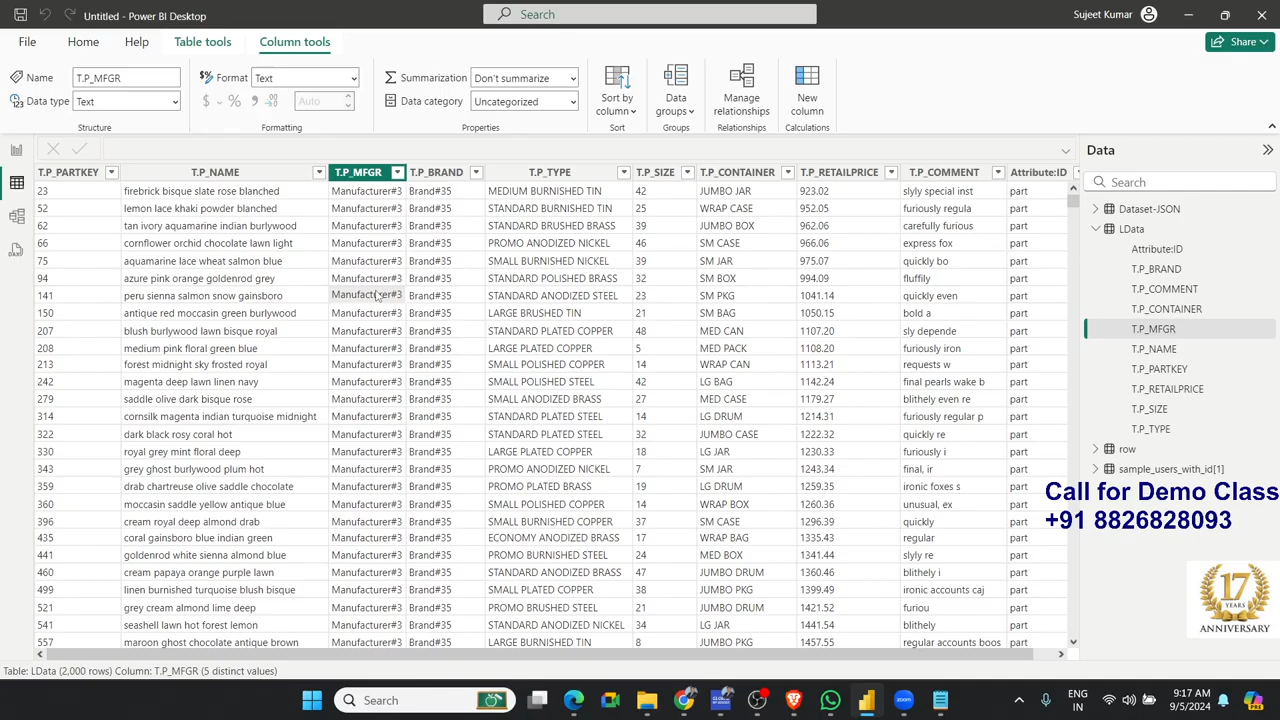 Untitled - Power BI Desktop
Search
Sujeet Kumar
File Home Help Table tools Column tools
Share
Name T.P_MFGR
Data type Text
Structure
Format Text
$ % Auto
Formatting
Summarization Don't summarize
Data category Uncategorized
Properties
Sort by column
Sort
Data groups
Groups
Manage relationships
Relationships
New column
Calculations
T.P_PARTKEY T.P_NAME T.P_MFGR T.P_BRAND T.P_TYPE T.P_SIZE T.P_CONTAINER T.P_RETAILPRICE T.P_COMMENT Attribute:ID
23 firebrick bisque slate rose blanched Manufacturer#3 Brand#35 MEDIUM BURNISHED TIN 42 JUMBO JAR 923.02 slyly special inst part
52 lemon lace khaki powder blanched Manufacturer#3 Brand#35 STANDARD BURNISHED TIN 25 WRAP CASE 952.05 furiously regula part
62 tan ivory aquamarine indian burlywood Manufacturer#3 Brand#35 STANDARD BRUSHED BRASS 39 JUMBO BOX 962.06 carefully furious part
66 cornflower orchid chocolate lawn light Manufacturer#3 Brand#35 PROMO ANODIZED NICKEL 46 SM CASE 966.06 express fox part
75 aquamarine lace wheat salmon blue Manufacturer#3 Brand#35 SMALL BURNISHED NICKEL 39 SM JAR 975.07 quickly bo part
94 azure pink orange goldenrod grey Manufacturer#3 Brand#35 STANDARD POLISHED BRASS 32 SM BOX 994.09 fluffily part
141 peru sienna salmon snow gainsboro Manufacturer#3 Brand#35 STANDARD ANODIZED STEEL 23 SM PKG 1041.14 quickly even part
150 antique red moccasin green burlywood Manufacturer#3 Brand#35 LARGE BRUSHED TIN 21 SM BAG 1050.15 bold a part
207 blush burlywood lawn bisque royal Manufacturer#3 Brand#35 STANDARD PLATED COPPER 48 MED CAN 1107.20 sly depende part
208 medium pink floral green blue Manufacturer#3 Brand#35 LARGE PLATED COPPER 5 MED PACK 1108.20 furiously iron part
213 forest midnight sky frosted royal Manufacturer#3 Brand#35 SMALL POLISHED COPPER 14 WRAP CAN 1113.21 requests w part
242 magenta deep lawn linen navy Manufacturer#3 Brand#35 SMALL POLISHED STEEL 42 LG BAG 1142.24 final pearls wake b part
279 saddle olive dark bisque rose Manufacturer#3 Brand#35 SMALL ANODIZED BRASS 27 MED CASE 1179.27 blithely even re part
314 cornsilk magenta indian turquoise midnight Manufacturer#3 Brand#35 STANDARD PLATED STEEL 14 LG DRUM 1214.31 furiously regular p part
322 dark black rosy coral hot Manufacturer#3 Brand#35 STANDARD PLATED STEEL 32 JUMBO CASE 1222.32 quickly re part
330 royal grey mint floral deep Manufacturer#3 Brand#35 LARGE PLATED COPPER 18 LG JAR 1230.33 furiously i part
343 grey ghost burlywood plum hot Manufacturer#3 Brand#35 PROMO ANODIZED NICKEL 7 SM JAR 1243.34 final, ir part
359 drab chartreuse olive saddle chocolate Manufacturer#3 Brand#35 PROMO PLATED BRASS 19 LG DRUM 1259.35 ironic foxes s part
360 moccasin saddle yellow antique blue Manufacturer#3 Brand#35 SMALL PLATED STEEL 14 WRAP BOX 1260.36 unusual, ex part
396 cream royal deep almond drab Manufacturer#3 Brand#35 SMALL BURNISHED COPPER 37 SM CASE 1296.39 quickly part
435 coral gainsboro blue indian green Manufacturer#3 Brand#35 ECONOMY ANODIZED BRASS 17 WRAP BAG 1335.43 regular part
441 goldenrod white sienna almond blue Manufacturer#3 Brand#35 PROMO BURNISHED STEEL 24 MED BOX 1341.44 slyly re part
460 cream papaya orange purple lawn Manufacturer#3 Brand#35 STANDARD ANODIZED BRASS 47 JUMBO DRUM 1360.46 blithely i part
499 linen burnished turquoise blush bisque Manufacturer#3 Brand#35 SMALL PLATED COPPER 38 JUMBO PKG 1399.49 ironic accounts caj part
521 grey cream almond lime deep Manufacturer#3 Brand#35 PROMO BRUSHED STEEL 21 JUMBO DRUM 1421.52 furiou part
541 seashell lawn hot forest lemon Manufacturer#3 Brand#35 STANDARD ANODIZED NICKEL 34 LG JAR 1441.54 blithely part
557 maroon ghost chocolate antique brown Manufacturer#3 Brand#35 LARGE BURNISHED TIN 8 JUMBO PKG 1457.55 regular accounts boos part
Data
Search
Dataset-JSON
LData
Attribute:ID
T.P_BRAND
T.P_COMMENT
T.P_CONTAINER
T.P_MFGR
T.P_NAME
T.P_PARTKEY
T.P_RETAILPRICE
T.P_SIZE
T.P_TYPE
row
sample_users_with_id[1]
Call for Demo Class
+91 8826828093
17
YEARS
ANNIVERSARY
Table: LData (2,000 rows) Column: T.P_MFGR (5 distinct values)
Search
ENG
IN
9:17 AM
9/5/2024